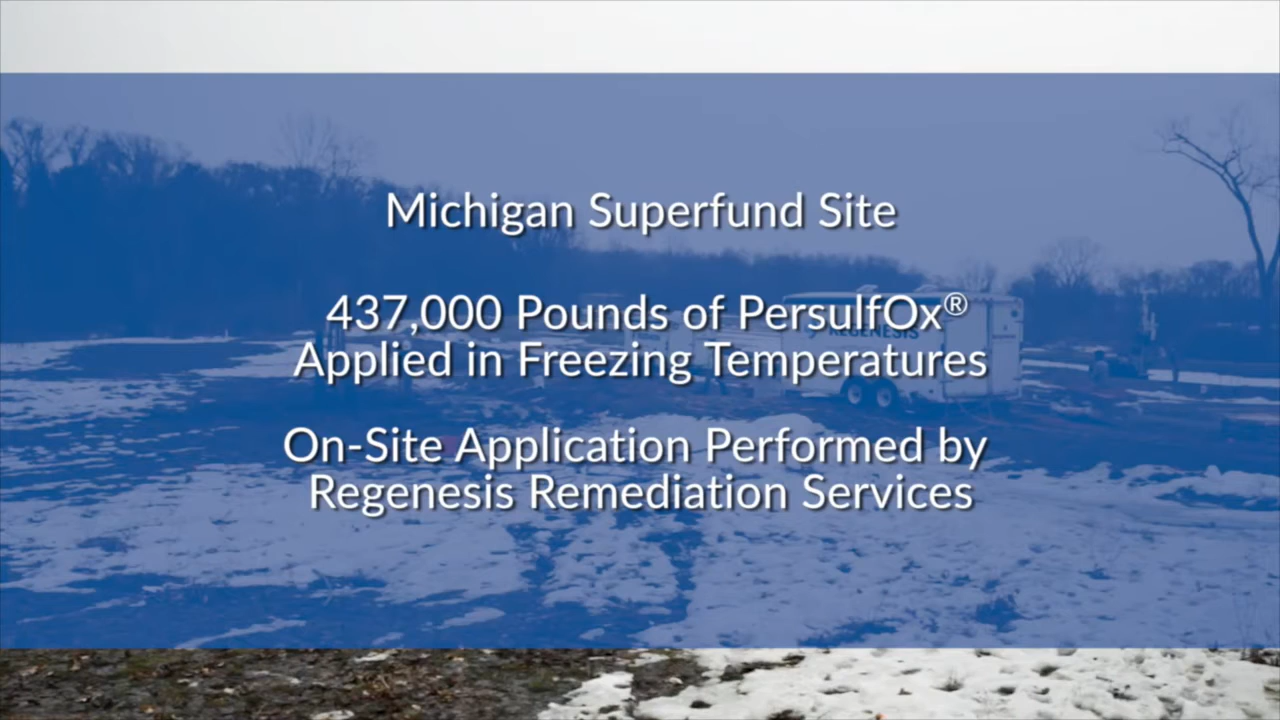 Michigan Superfund Site
437,000 Pounds of PersulfOx®
Applied in Freezing Temperatures
On-Site Application Performed by
Regenesis Remediation Services
REGENESIS